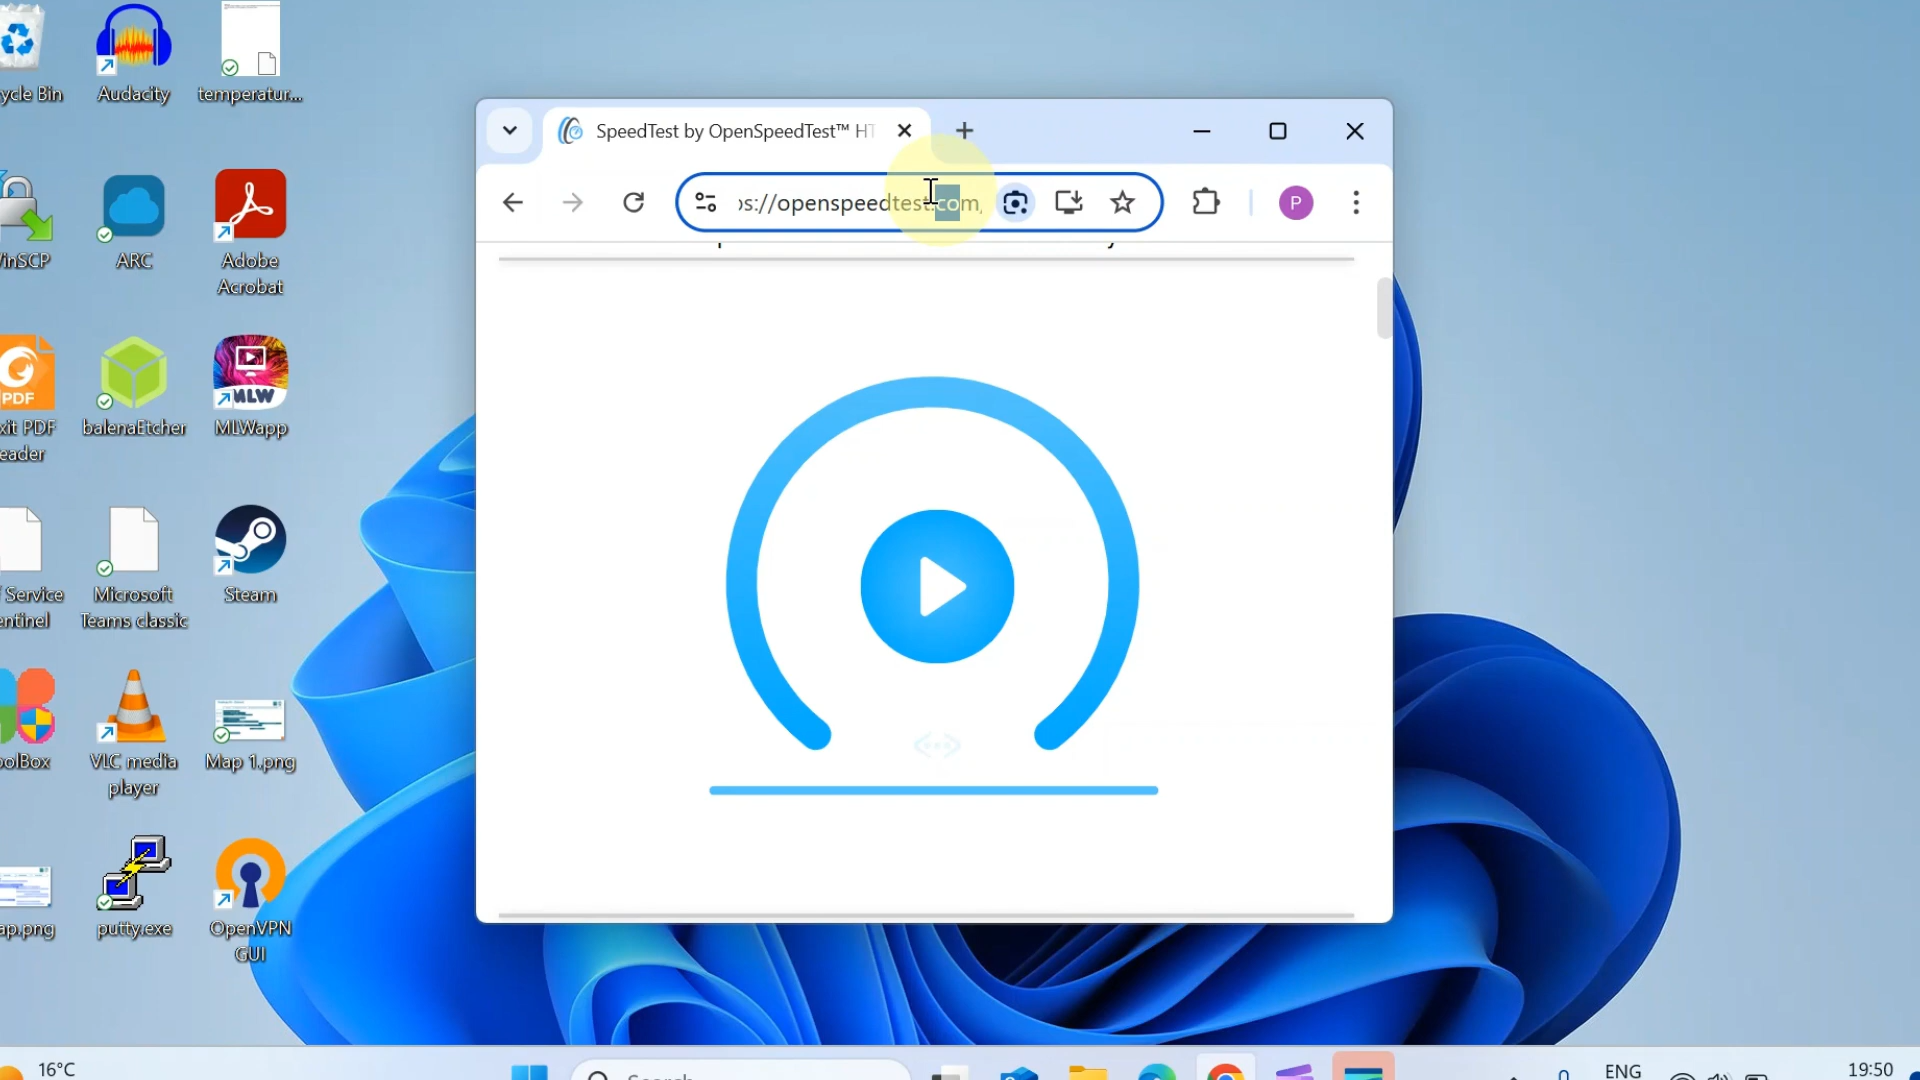 ycle Bin
Audacity
temperatur...
SpeedTest by OpenSpeedTest™ HT
ps://openspeedtest.com/
P
inSCP
ARC
Adobe
Acrobat
PDF
MLW
xit PDF
eader
balenaEtcher
MLWapp
Service
entinel
Microsoft
Teams classic
Steam
olBox
VLC media
player
Map 1.png
ap.png
putty.exe
OpenVPN
GUI
16°C
Search
ENG
19:50